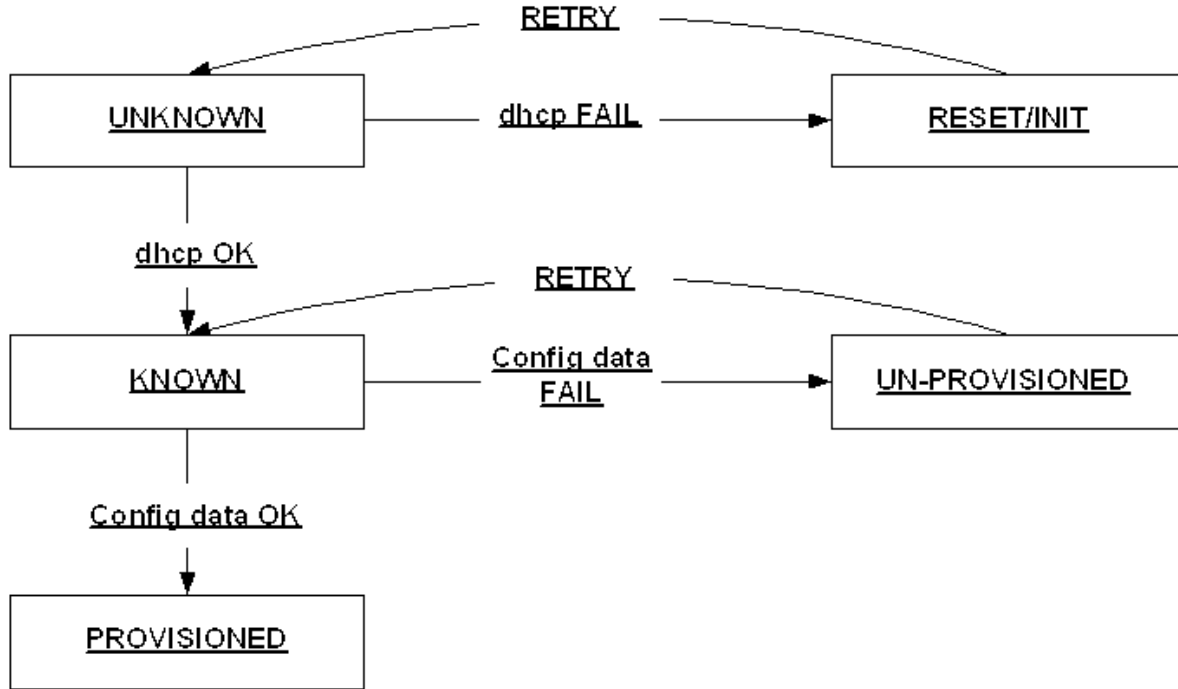 RETRY
UNKNOWN
dhcp FAIL
RESET/INIT
dhcp OK
RETRY
KNOWN
Config data
FAIL
UN-PROVISIONED
Config data OK
PROVISIONED